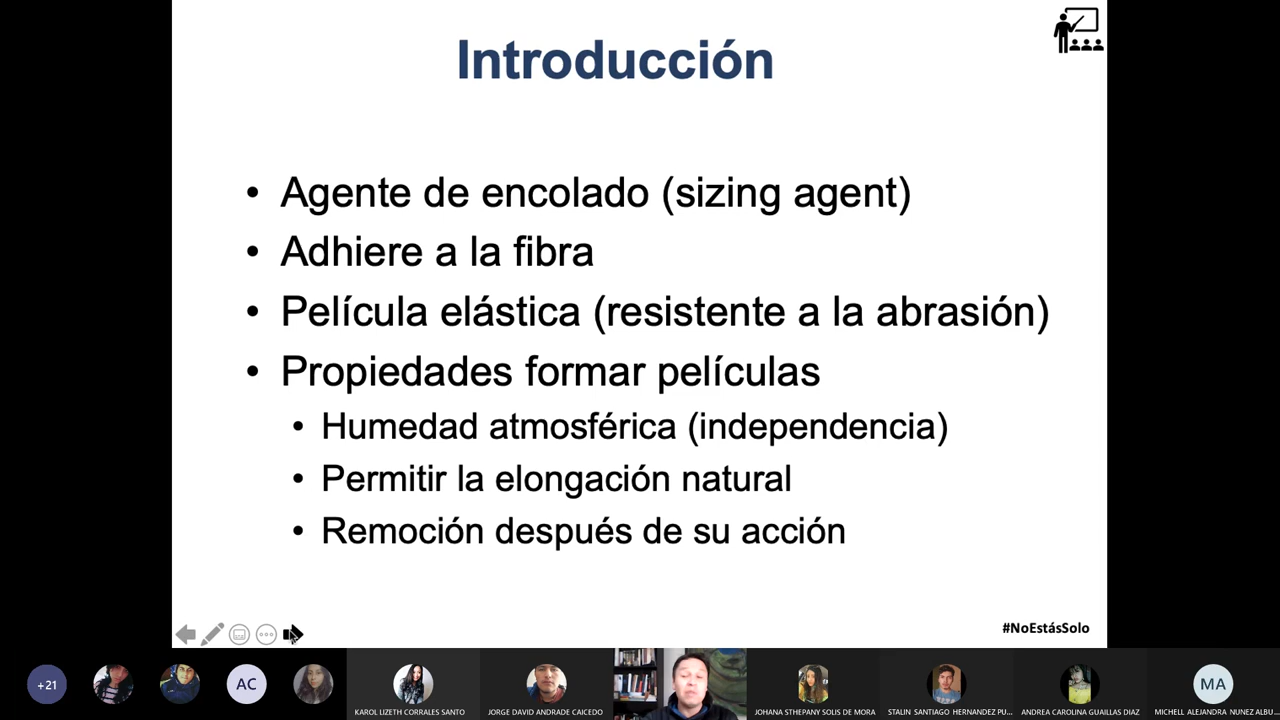 Introducción
• Agente de encolado (sizing agent)
• Adhiere a la fibra
• Película elástica (resistente a la abrasión)
• Propiedades formar películas
• Humedad atmosférica (independencia)
• Permitir la elongación natural
• Remoción después de su acción
#NoEstásSolo
+21
AC
KAROL LIZETH CORRALES SANTO
JORGE DAVID ANDRADE CAICEDO
JOHANA STHEPANY SOLIS DE MORA
STALIN SANTIAGO HERNANDEZ PU...
ANDREA CAROLINA GUAILLAS DIAZ
MA
MICHELL ALEJANDRA NUNEZ ALBU...